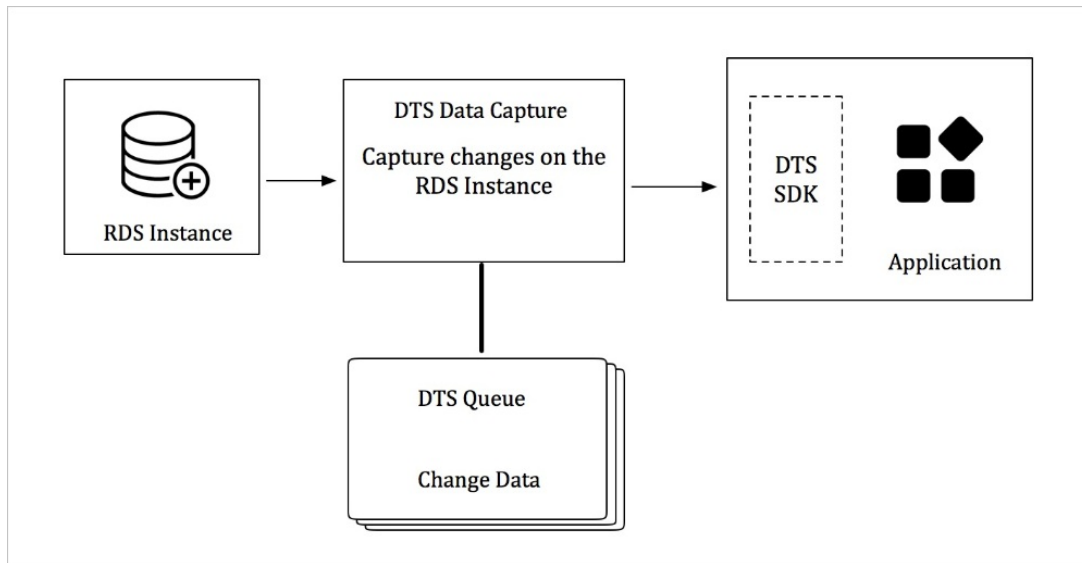 RDS Instance
DTS Data Capture
Capture changes on the
RDS Instance
DTS
SDK
Application
DTS Queue
Change Data